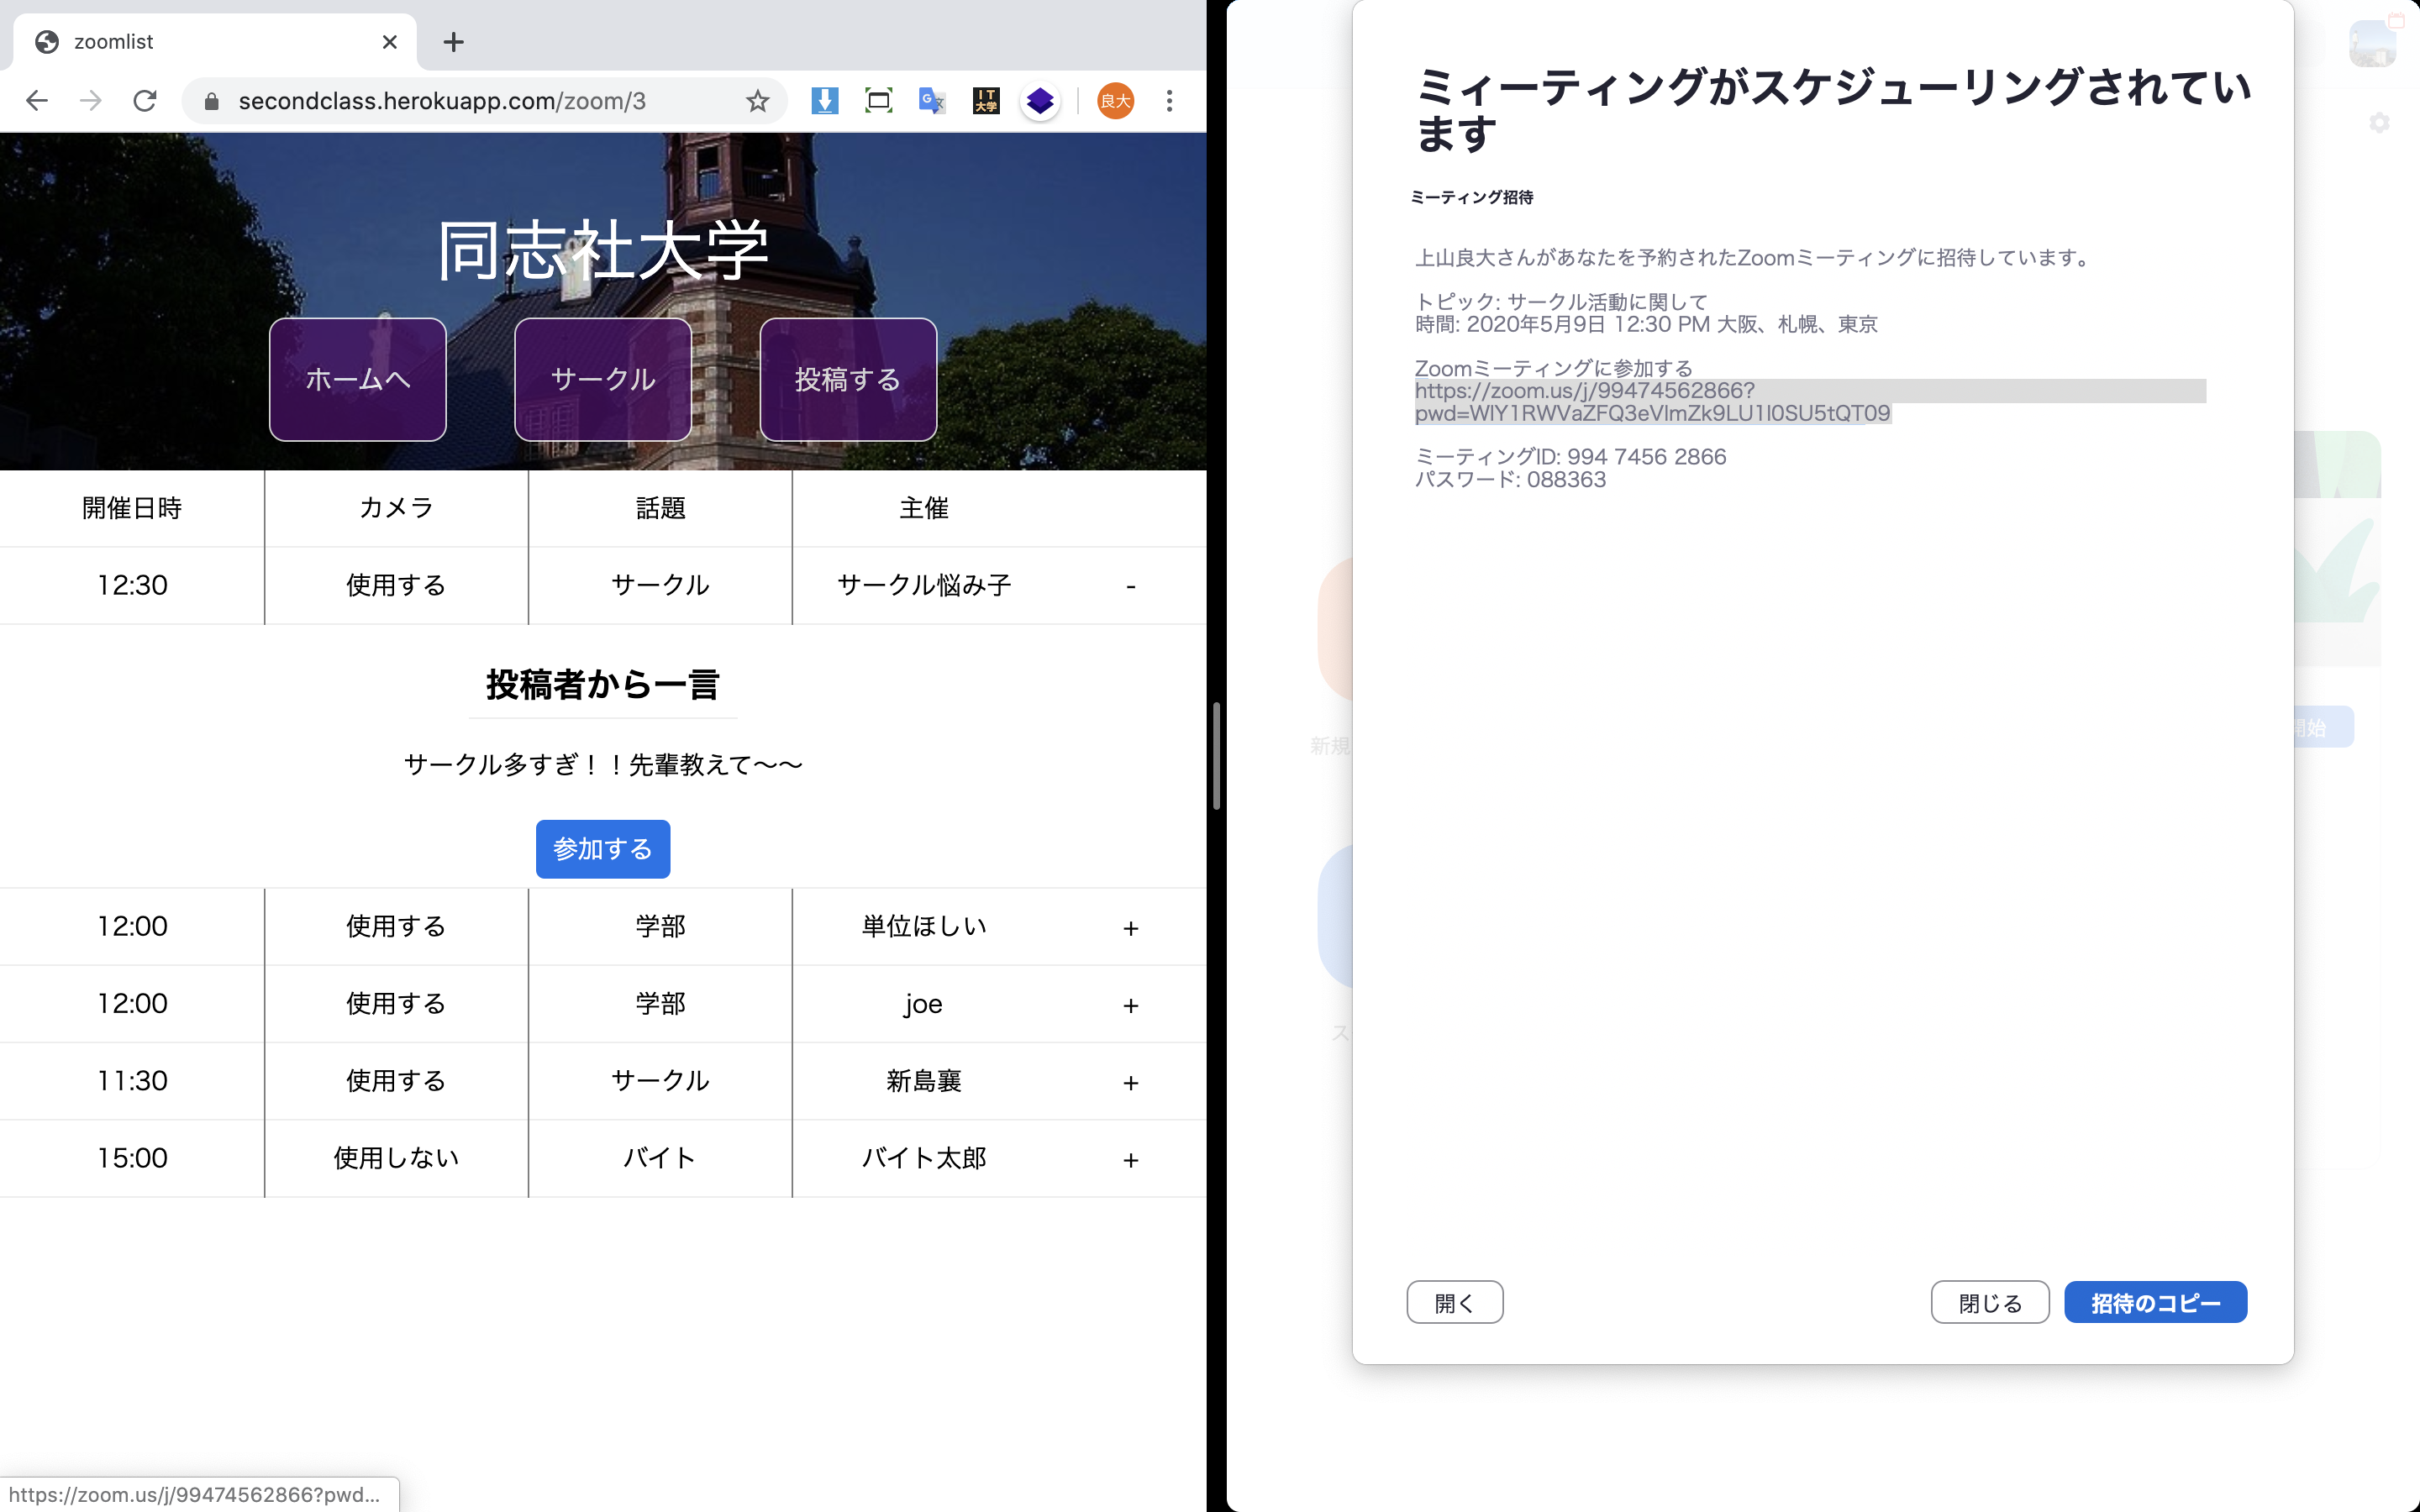 zoomlist
secondclass.herokuapp.com/zoom/3
IT
大学
良大
同志社大学
ホームへ
サークル
投稿する
開催日時 カメラ 話題 主催
12:30 使用する サークル サークル悩み子 -
投稿者から一言
サークル多すぎ！！先輩教えて〜〜
参加する
12:00 使用する 学部 単位ほしい +
12:00 使用する 学部 joe +
11:30 使用する サークル 新島襄 +
15:00 使用しない バイト バイト太郎 +
https://zoom.us/j/99474562866?pwd...
ミィーティングがスケジューリングされてい
ます
ミーティング招待
上山良大さんがあなたを予約されたZoomミーティングに招待しています。
トピック: サークル活動に関して
時間: 2020年5月9日 12:30 PM 大阪、札幌、東京
Zoomミーティングに参加する
https://zoom.us/j/99474562866?
pwd=WlY1RWVaZFQ3eVlmZk9LU1l0SU5tQT09
ミーティングID: 994 7456 2866
パスワード: 088363
新規
ス
開始
開く
閉じる
招待のコピー